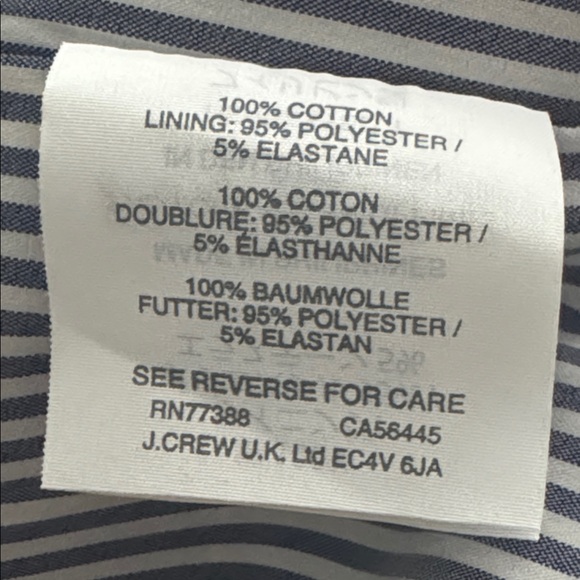 100% COTTON
LINING: 95% POLYESTER /
5% ELASTANE
100% COTON
DOUBLURE: 95% POLYESTER /
5% ÉLASTHANNE
100% BAUMWOLLE
FUTTER: 95% POLYESTER /
5% ELASTAN
SEE REVERSE FOR CARE
RN77388 CA56445
J.CREW U.K. Ltd EC4V 6JA